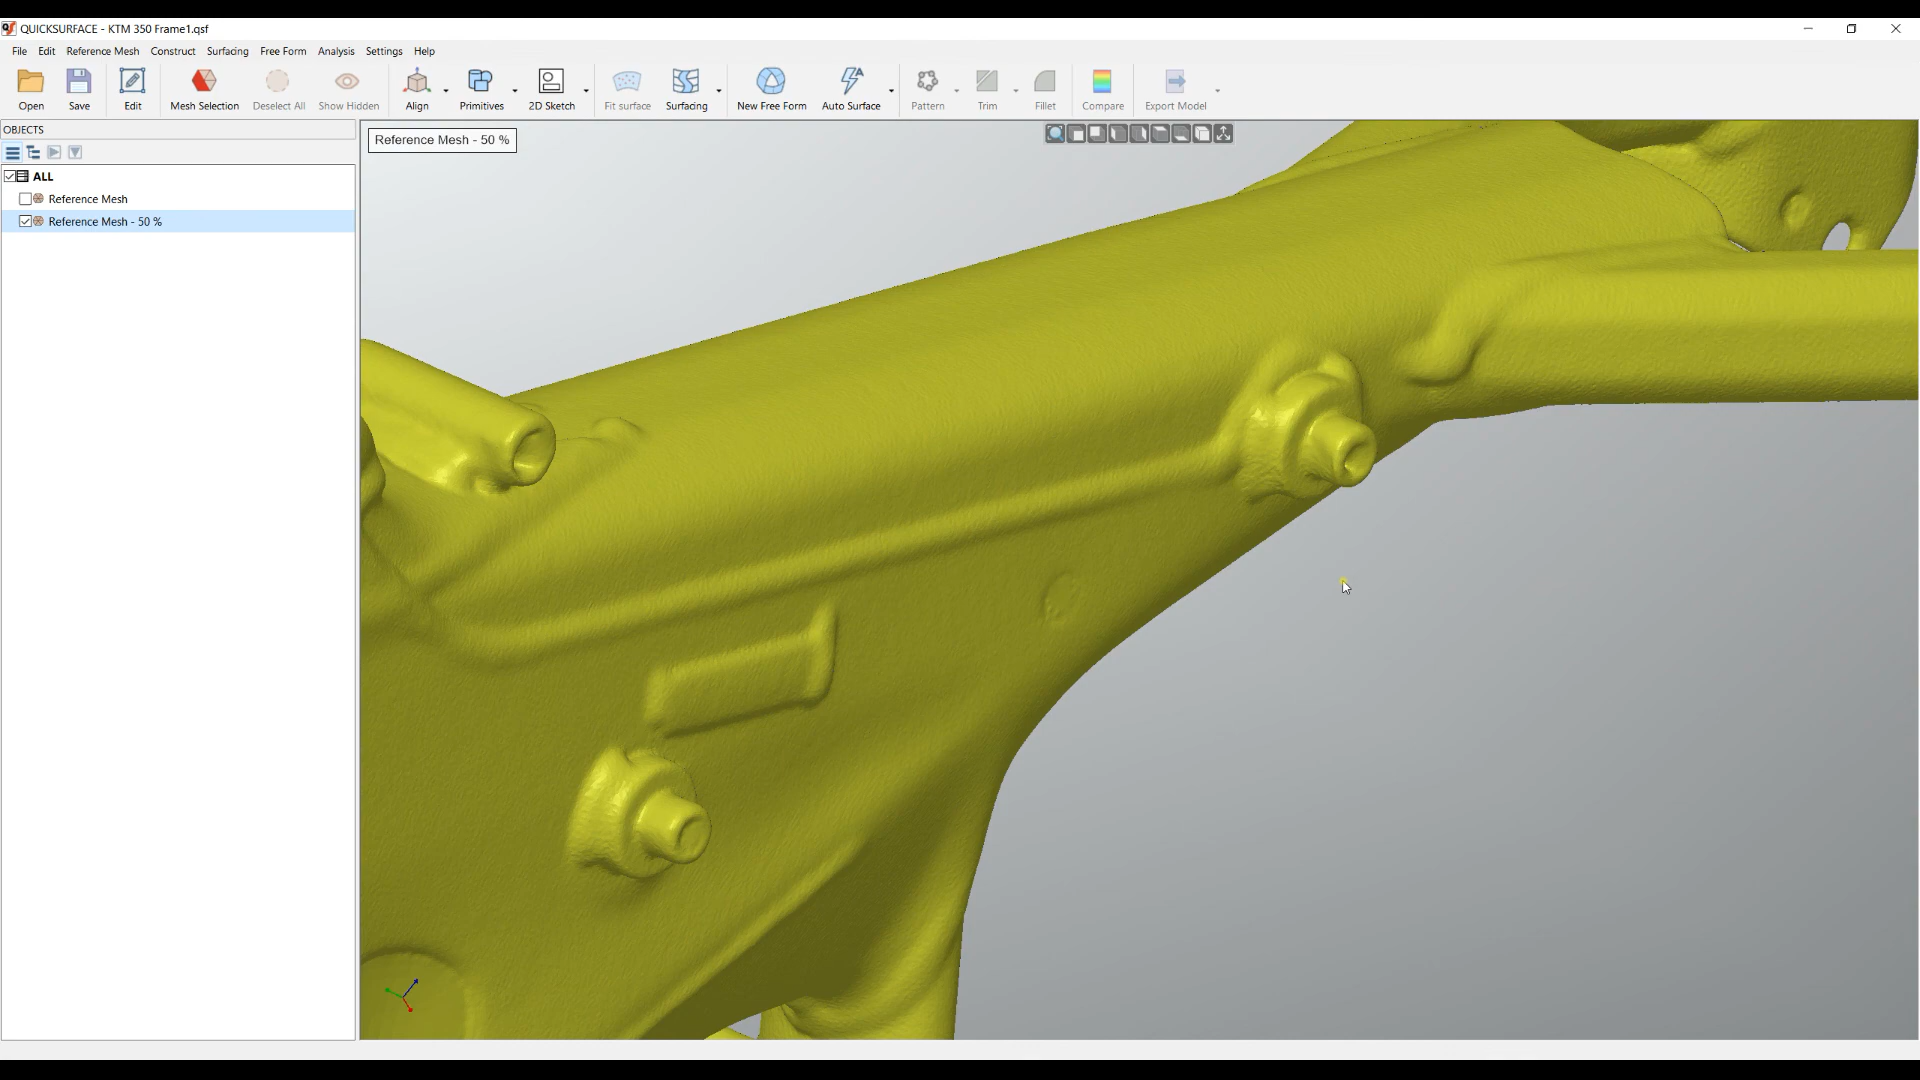 QUICKSURFACE - KTM 350 Frame1.qsf
File Edit Reference Mesh Construct Surfacing Free Form Analysis Settings Help
Open Save Edit Mesh Selection Deselect All Show Hidden Align Primitives 2D Sketch Fit surface Surfacing New Free Form Auto Surface Pattern Trim Fillet Compare Export Model
OBJECTS
Reference Mesh - 50 %
ALL
Reference Mesh
Reference Mesh - 50 %